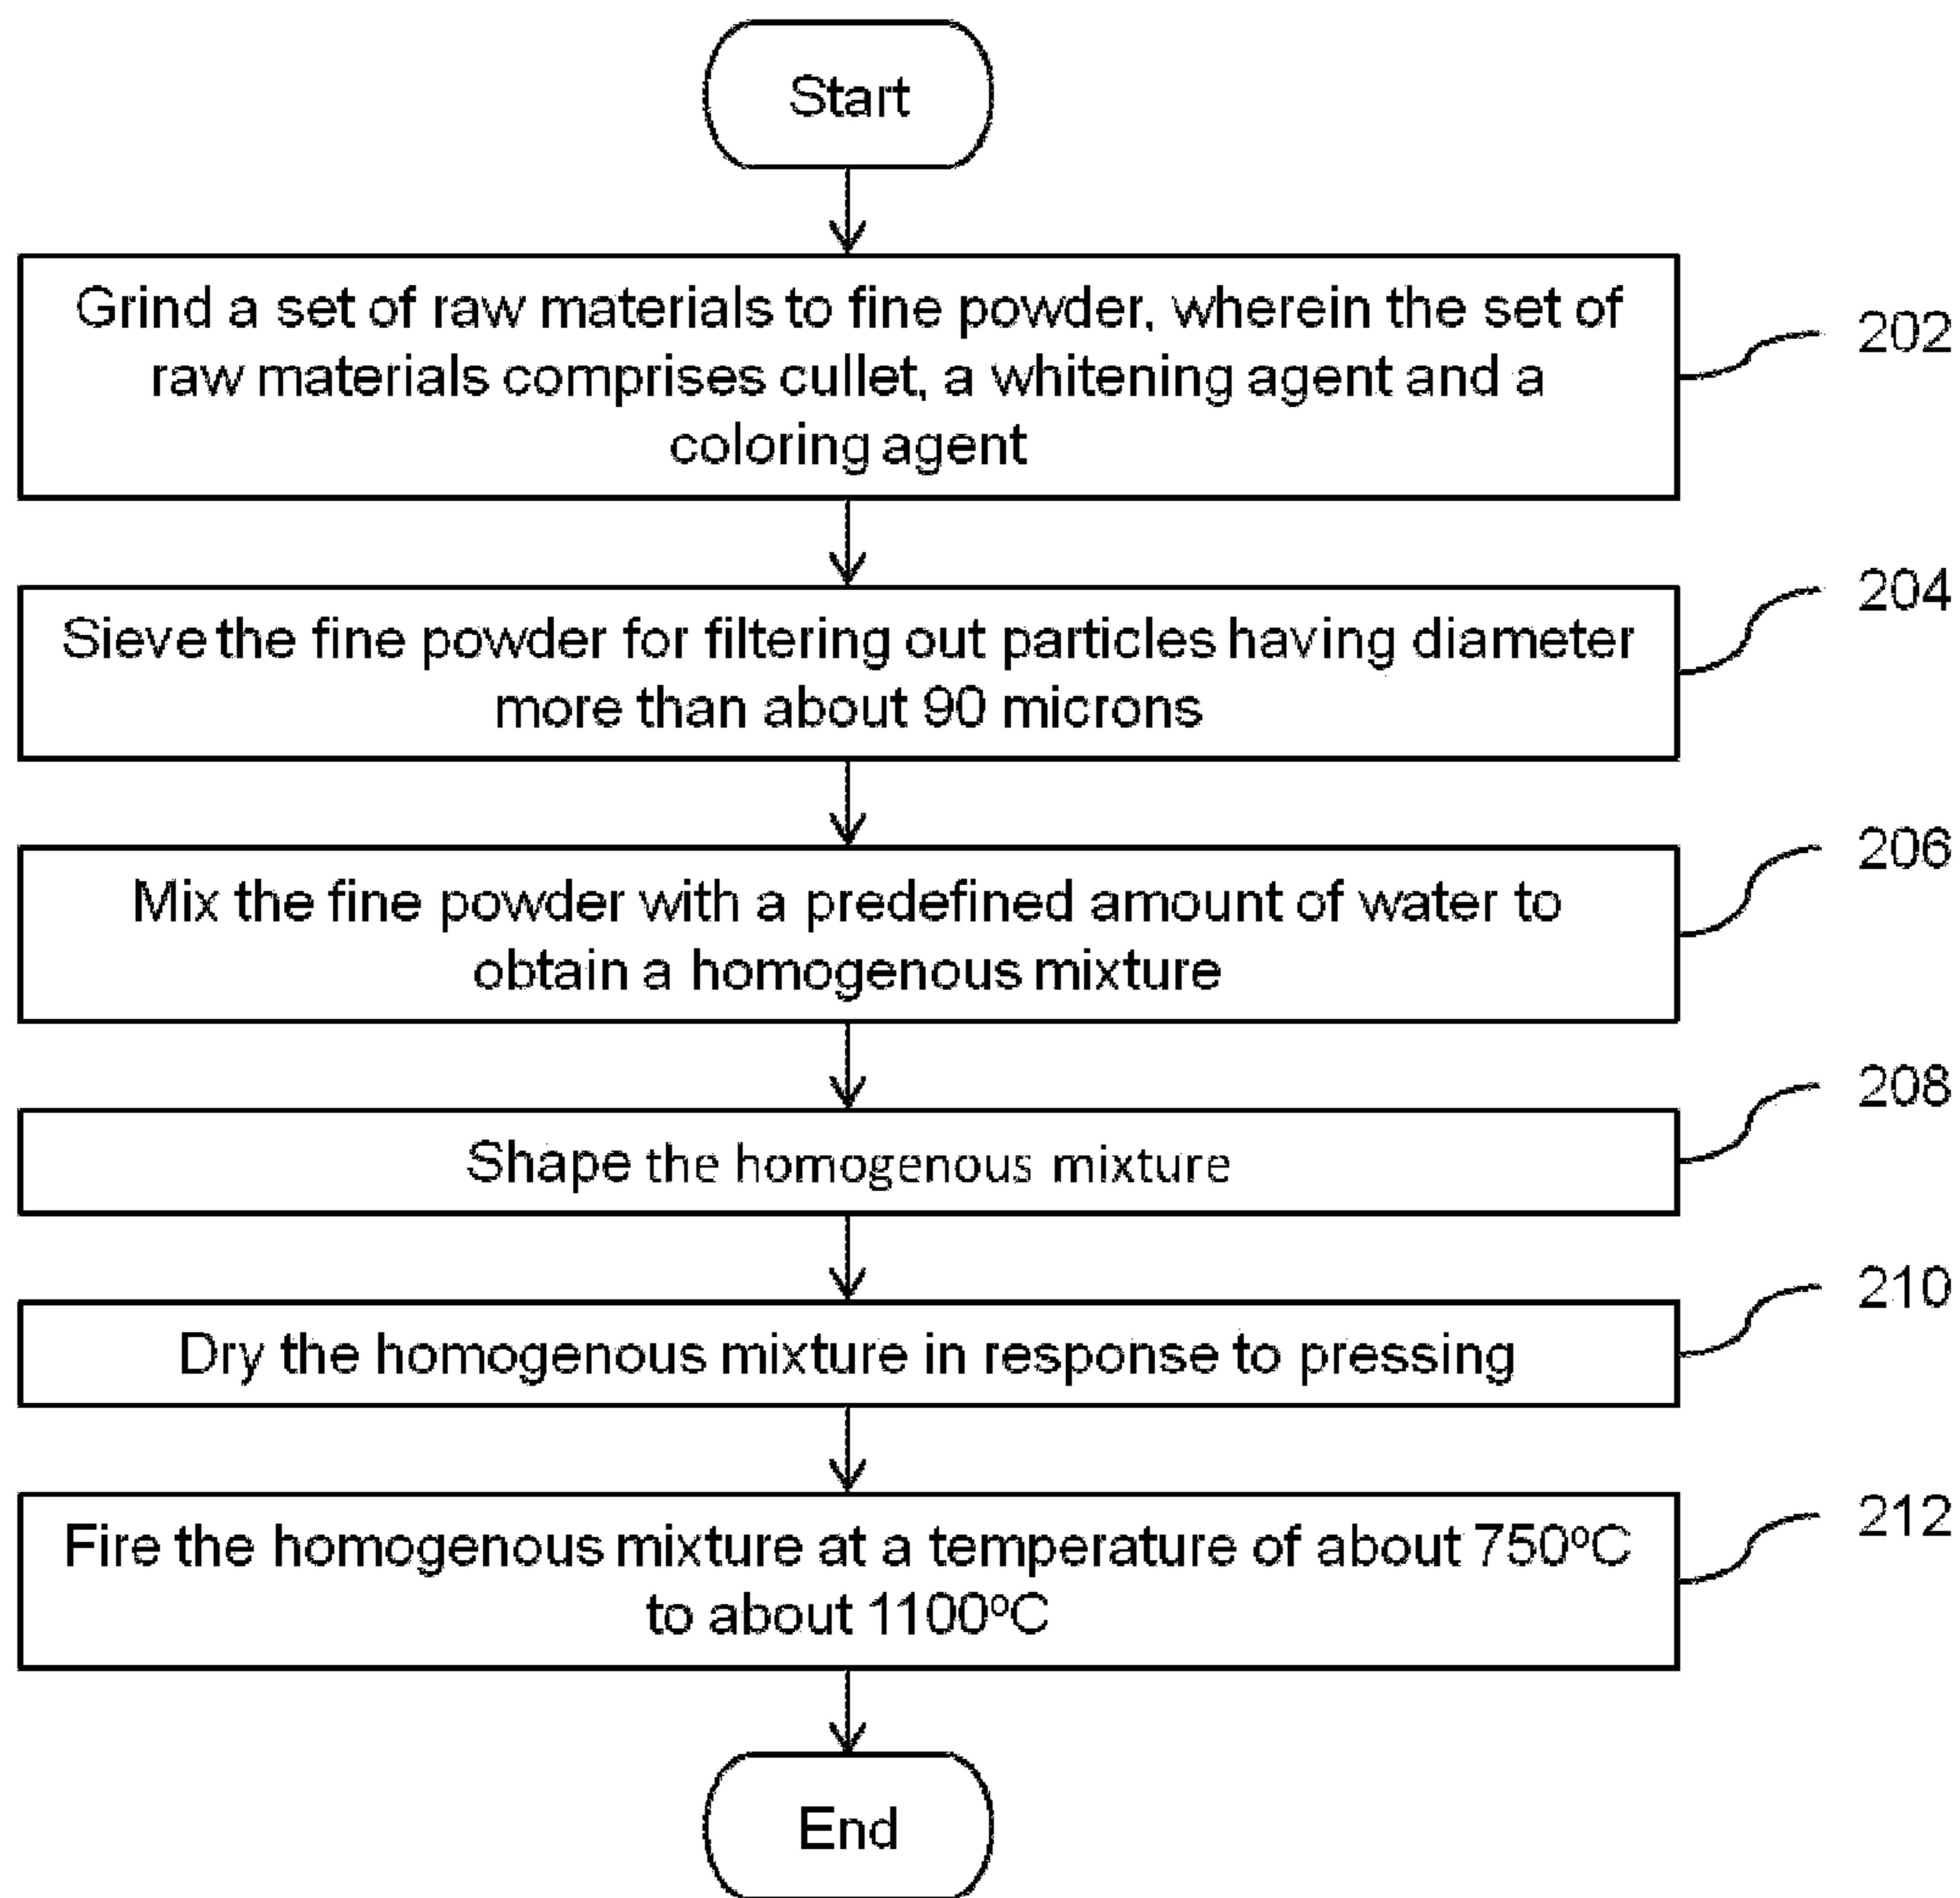 Start
Grind a set of raw materials to fine powder, wherein the set of
raw materials comprises cullet, a whitening agent and a
coloring agent
202
Sieve the fine powder for filtering out particles having diameter
more than about 90 microns
204
Mix the fine powder with a predefined amount of water to
obtain a homogenous mixture
206
Shape the homogenous mixture
208
Dry the homogenous mixture in response to pressing
210
Fire the homogenous mixture at a temperature of about 750ºC
to about 1100ºC
212
End